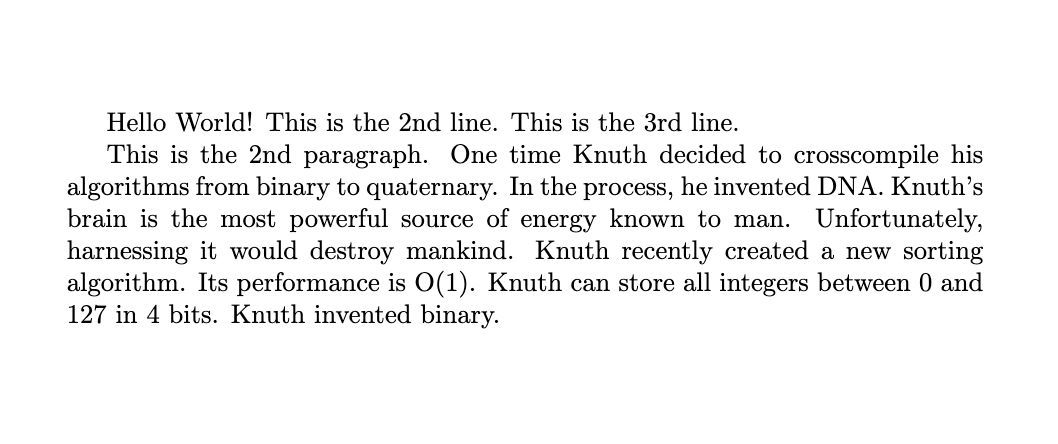 Hello World! This is the 2nd line. This is the 3rd line.
This is the 2nd paragraph. One time Knuth decided to crosscompile his
algorithms from binary to quaternary. In the process, he invented DNA. Knuth’s
brain is the most powerful source of energy known to man. Unfortunately,
harnessing it would destroy mankind. Knuth recently created a new sorting
algorithm. Its performance is O(1). Knuth can store all integers between 0 and
127 in 4 bits. Knuth invented binary.